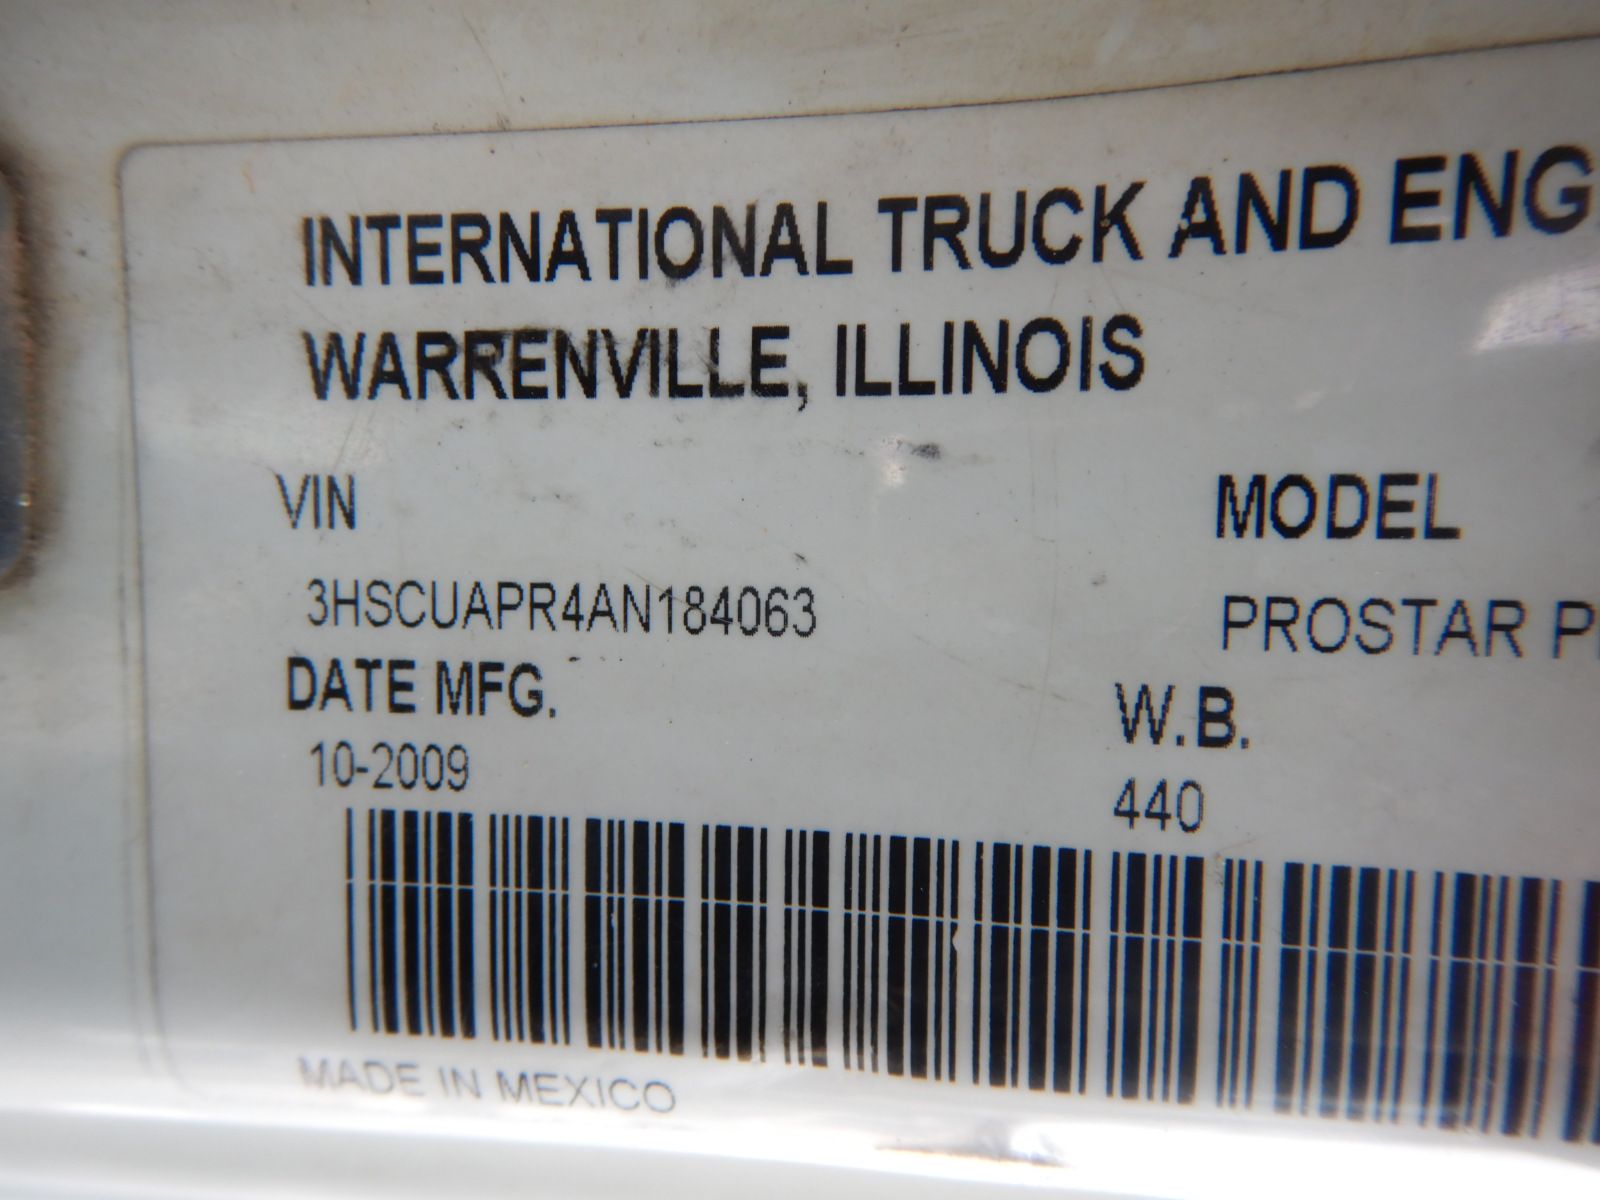 INTERNATIONAL TRUCK AND ENG
WARRENVILLE, ILLINOIS
VIN
MODEL
3HSCUAPR4AN184063
PROSTAR P
DATE MFG.
W.B.
10-2009
440
MADE IN MEXICO